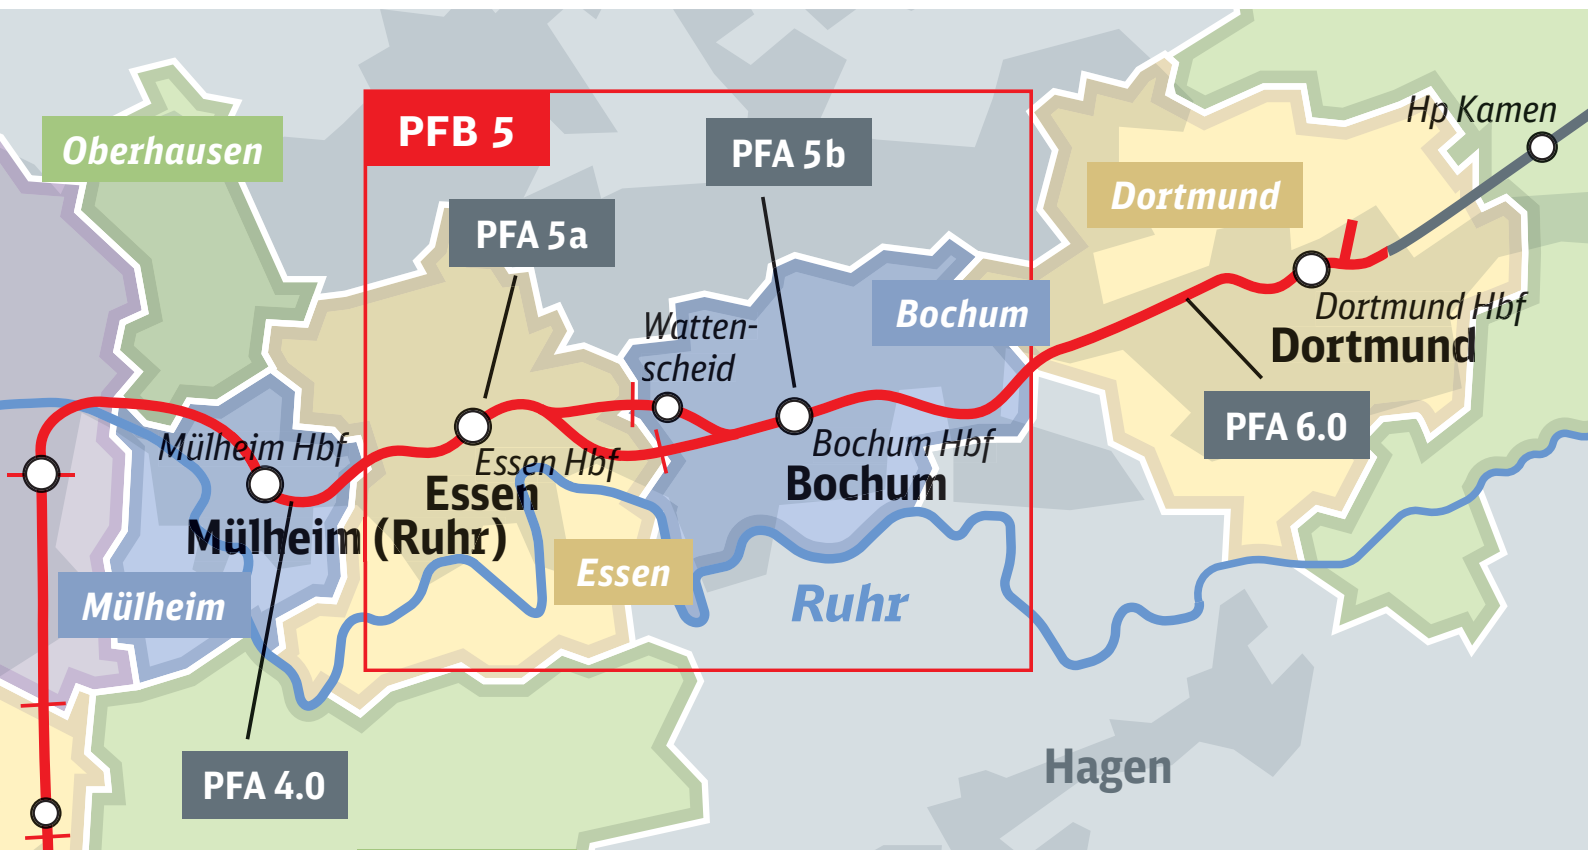 Hp Kamen
Oberhausen
PFB 5
PFA 5b
Dortmund
PFA 5a
Dortmund Hbf
Dortmund
Bochum
Watten-
scheid
PFA 6.0
Mülheim Hbf
Essen Hbf
Essen
Bochum Hbf
Bochum
Mülheim (Ruhr)
Essen
Mülheim
Ruhr
Hagen
PFA 4.0